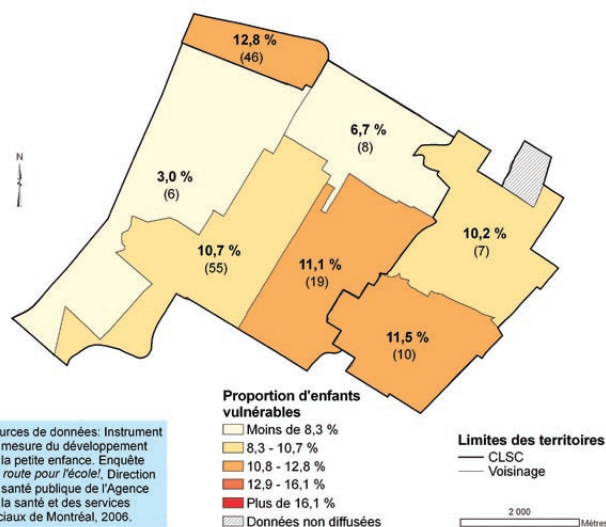 12,8 %
(46)
6,7 %
(8)
N
3,0 %
(6)
10,2 %
(7)
10,7 %
(55)
11,1 %
(19)
11,5 %
(10)
Proportion d'enfants
vulnérables
Moins de 8,3 %
8,3 - 10,7 %
10,8 - 12,8 %
12,9 - 16,1 %
Plus de 16,1 %
Données non diffusées
Limites des territoires
CLSC
Voisinage
urces de données: Instrument
mesure du développement
la petite enfance. Enquête
route pour l'école!, Direction
santé publique de l'Agence
la santé et des services
ciaux de Montréal, 2006.
2 000
Mètres